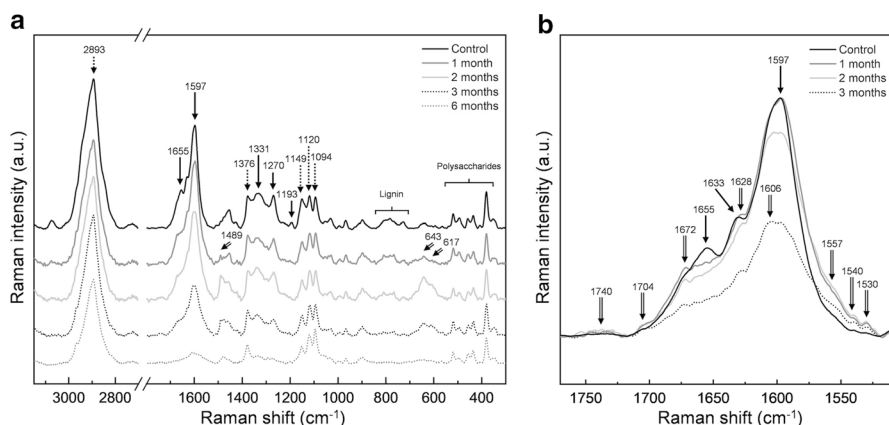 a
2893
1597
1655
1376
1331
1270
1193
1149
1120
1094
1489
643
617
Lignin
Polysaccharides
Control
1 month
2 months
3 months
6 months
Raman intensity (a.u.)
3000 2800 1600 1400 1200 1000 800 600 400
Raman shift (cm⁻¹)
b
1597
1633
1628
1606
1655
1672
1704
1740
1557
1540
1530
Control
1 month
2 months
3 months
Raman intensity (a.u.)
1750 1700 1650 1600 1550
Raman shift (cm⁻¹)